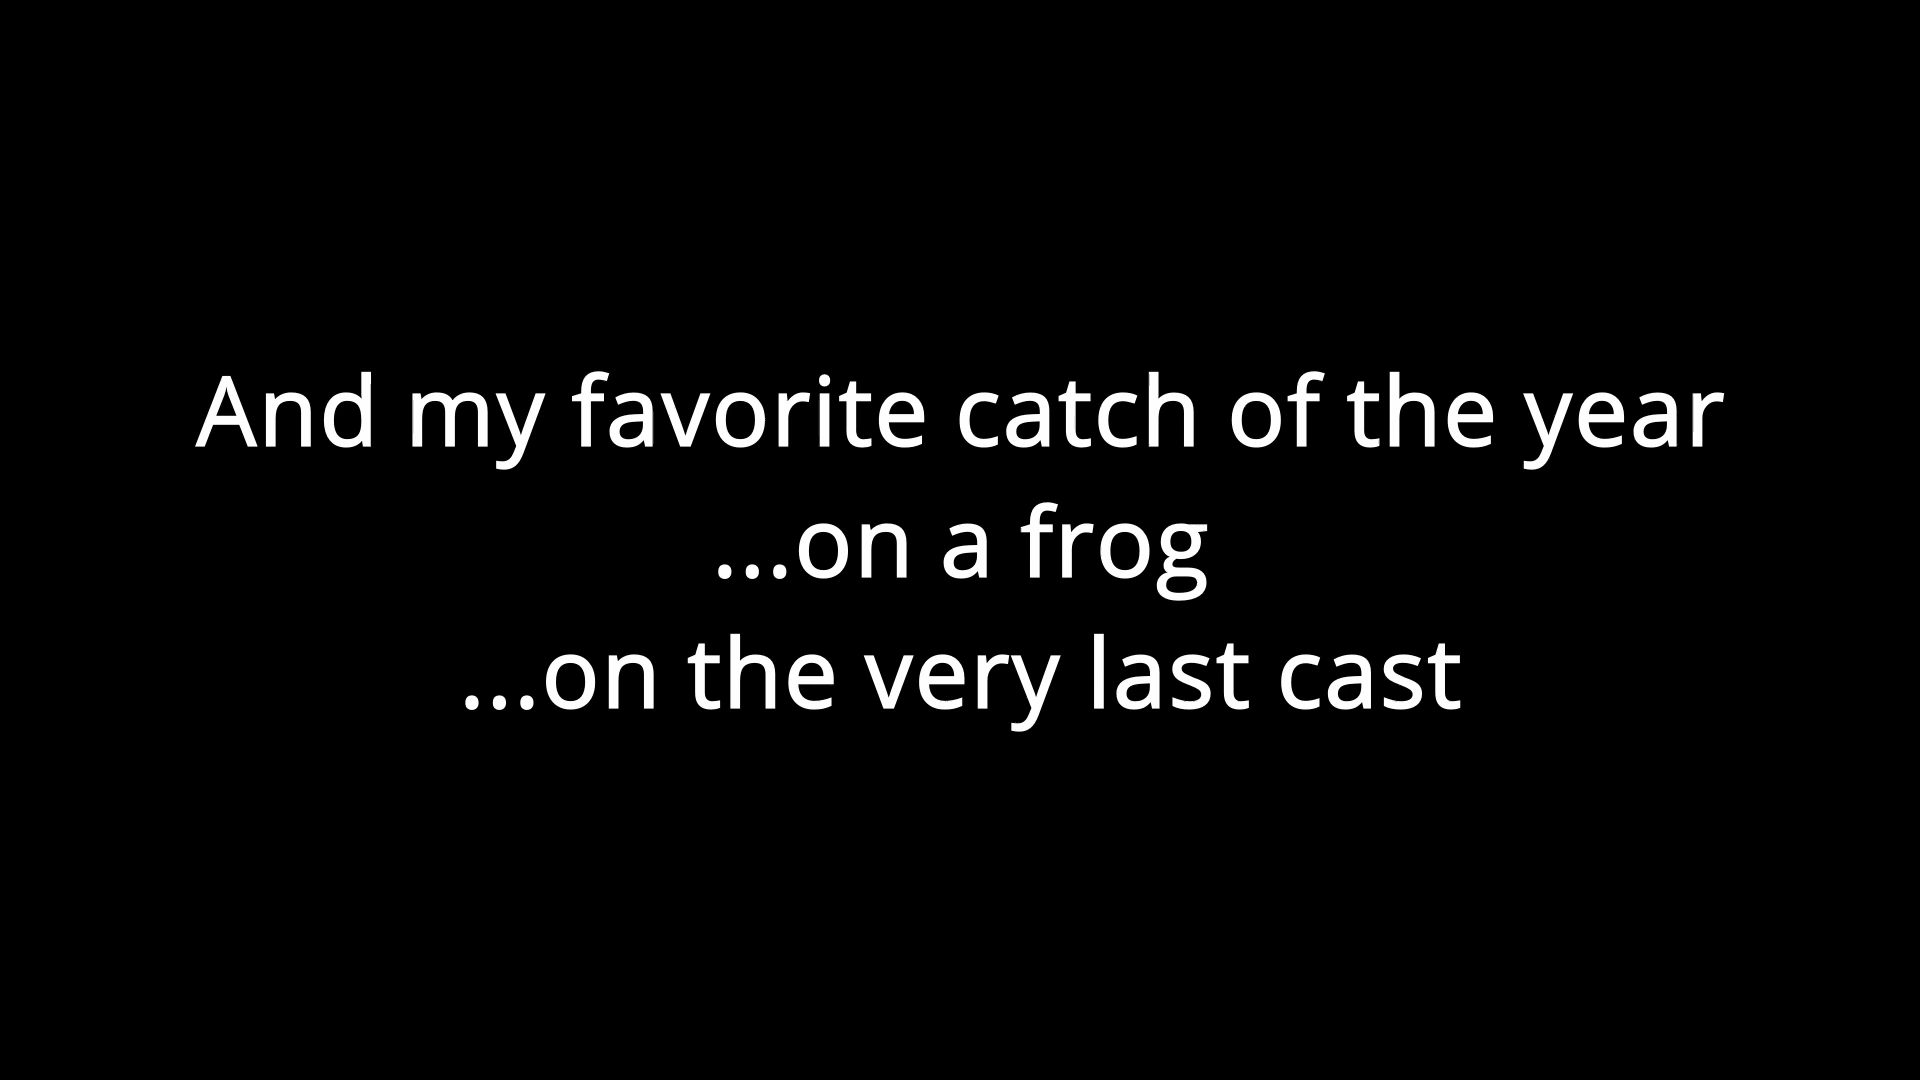 And my favorite catch of the year
...on a frog
...on the very last cast